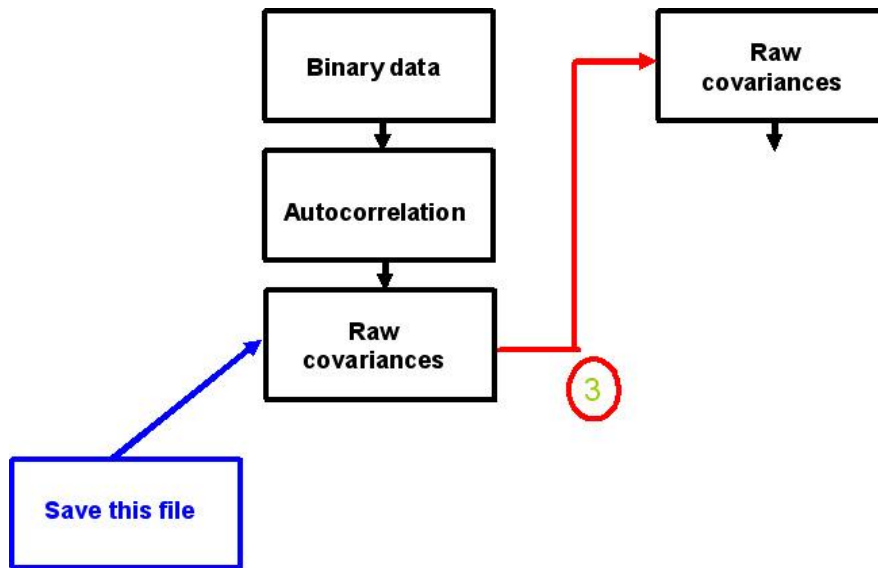 Binary data
Autocorrelation
Raw
covariances
Save this file
3
Raw
covariances